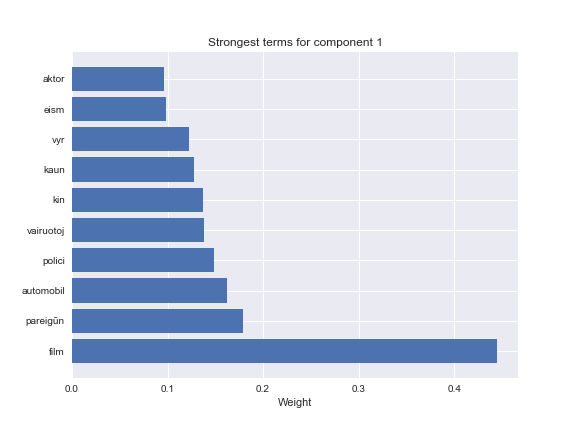 Strongest terms for component 1
aktor
eism
vyr
kaun
kin
vairuotoj
polici
automobil
pareigūn
film
0.0 0.1 0.2 0.3 0.4
Weight